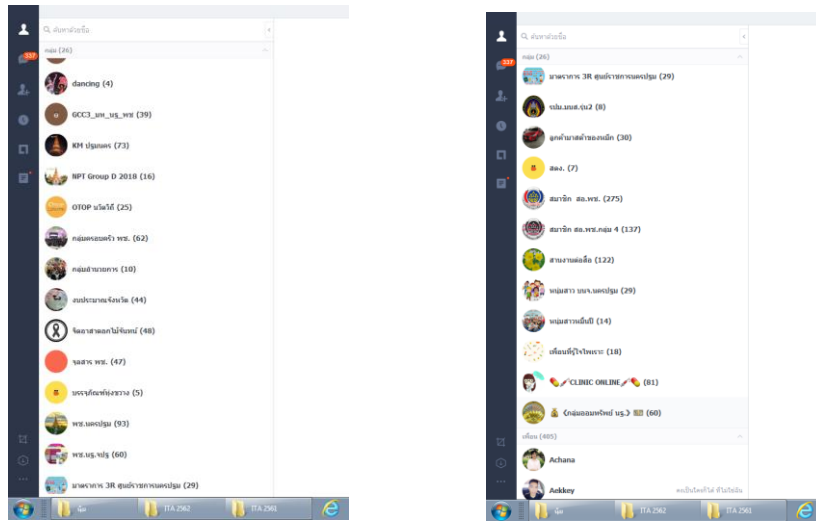 ค้นหาด้วยชื่อ
กลุ่ม (26)
337
dancing (4)
GCC3_มท_นฐ_พช (39)
KM ปฐมนคร (73)
NPT Group D 2018 (16)
OTOP นวัตวิถี (25)
กลุ่มครอบครัว พช. (62)
กลุ่มอำนวยการ (10)
งบประมาณจังหวัด (44)
จิตอาสาดอกไม้จันทน์ (48)
จุลสาร พช. (47)
บรรจุภัณฑ์ทุ่งขวาง (5)
พช.นครปฐม (93)
พช.นฐ.จปฐ (60)
มาตรการ 3R ศูนย์ราชการนครปฐม (29)
ITA 2562
ITA 2561
ค้นหาด้วยชื่อ
กลุ่ม (26)
337
มาตรการ 3R ศูนย์ราชการนครปฐม (29)
รปม.มบส.รุ่น2 (8)
ลูกค้ามาสด้าของหมึก (30)
สตง. (7)
สมาชิก สอ.พช. (275)
สมาชิก สอ.พช.กลุ่ม 4 (137)
สานงานต่อสื่อ (122)
หนุ่มสาว บนจ.นครปฐม (29)
หนุ่มสาวหมื่นปี (14)
เพื่อนที่รู้ใจไพเราะ (18)
CLINIC ONLINE (81)
กลุ่มออมทรัพย์ นฐ. (60)
เพื่อน (405)
Achana
Aekkey
ITA 2562
ITA 2561